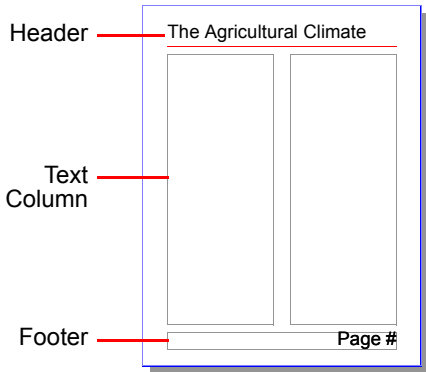 Header
The Agricultural Climate
Text
Column
Footer
Page #